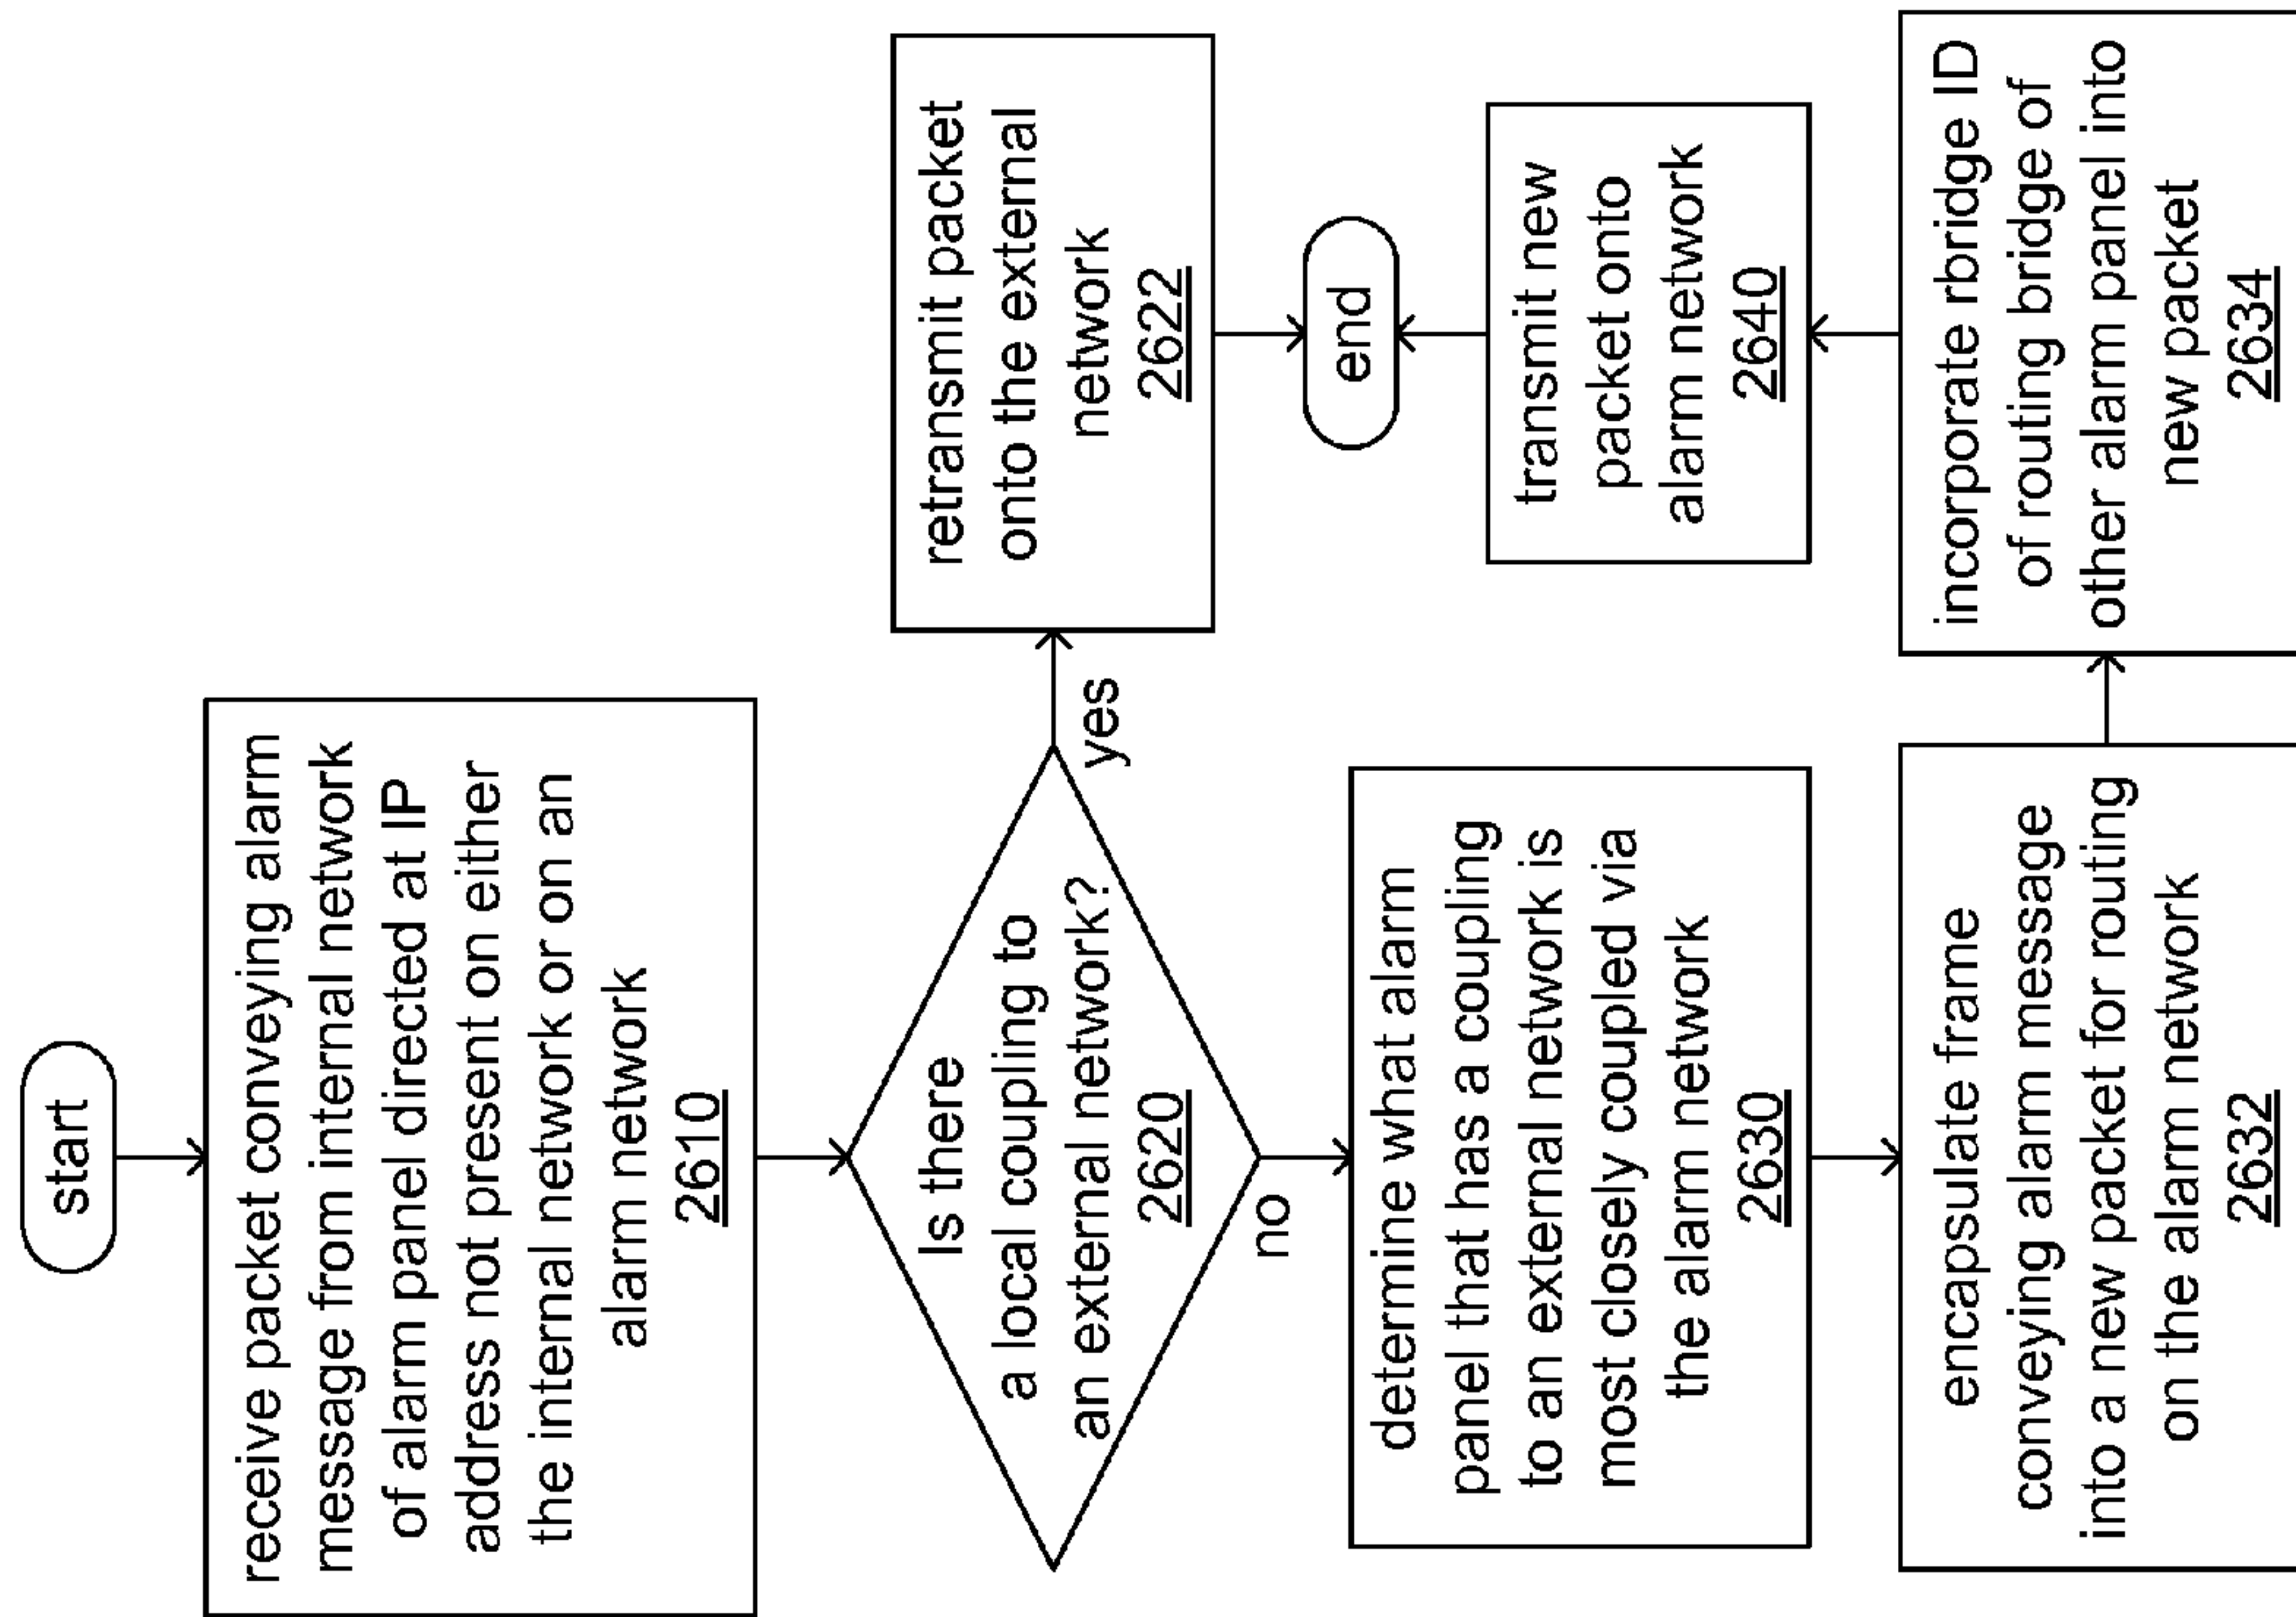 start
receive packet conveying alarm
message from internal network
of alarm panel directed at IP
address not present on either
the internal network or on an
alarm network
2610
Is there
a local coupling to
an external network?
2620
yes
no
retransmit packet
onto the external
network
2622
end
determine what alarm
panel that has a coupling
to an external network is
most closely coupled via
the alarm network
2630
encapsulate frame
conveying alarm message
into a new packet for routing
on the alarm network
2632
incorporate rbridge ID
of routing bridge of
other alarm panel into
new packet
2634
transmit new
packet onto
alarm network
2640